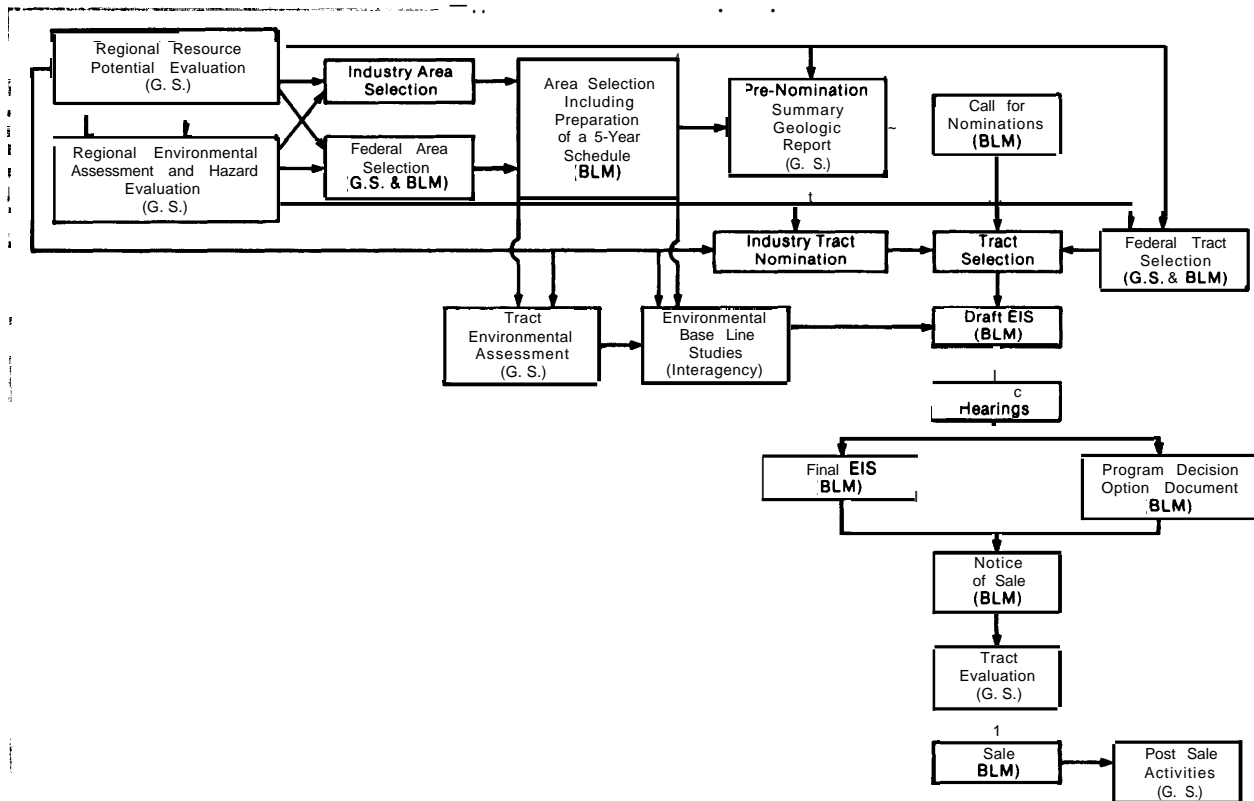 Regional Resource
Potential Evaluation
(G. S.)
Industry Area
Selection
Area Selection
Including
Preparation
of a 5-Year
Schedule
(BLM)
Pre-Nomination
Summary
Geologic
Report
(G. S.)
Call for
Nominations
(BLM)
Regional Environmental
Assessment and Hazard
Evaluation
(G. S.)
Federal Area
Selection
(G.S. & BLM)
Industry Tract
Nomination
Tract
Selection
Federal Tract
Selection
(G.S. & BLM)
Tract
Environmental
Assessment
(G. S.)
Environmental
Base Line
Studies
(Interagency)
Draft EIS
(BLM)
Hearings
Final EIS
BLM)
Program Decision
Option Document
BLM)
Notice
of Sale
(BLM)
Tract
Evaluation
(G. S.)
Sale
BLM)
Post Sale
Activities
(G. S.)